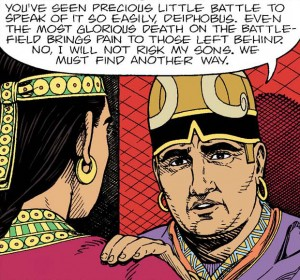 YOU'VE SEEN PRECIOUS LITTLE BATTLE TO
SPEAK OF IT SO EASILY, DEIPHOBUS. EVEN
THE MOST GLORIOUS DEATH ON THE BATTLE-
FIELD BRINGS PAIN TO THOSE LEFT BEHIND
NO, I WILL NOT RISK MY SONS. WE
MUST FIND ANOTHER WAY.